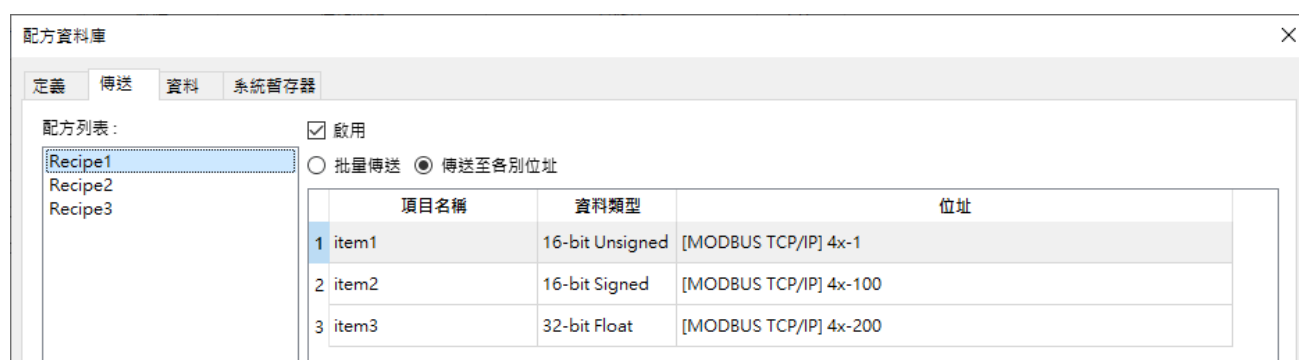 配方資料庫
定義 傳送 資料 系統暫存器
配方列表 :
Recipe1
Recipe2
Recipe3
啟用
批量傳送 傳送至各別位址
項目名稱 資料類型 位址
1 item1 16-bit Unsigned [MODBUS TCP/IP] 4x-1
2 item2 16-bit Signed [MODBUS TCP/IP] 4x-100
3 item3 32-bit Float [MODBUS TCP/IP] 4x-200